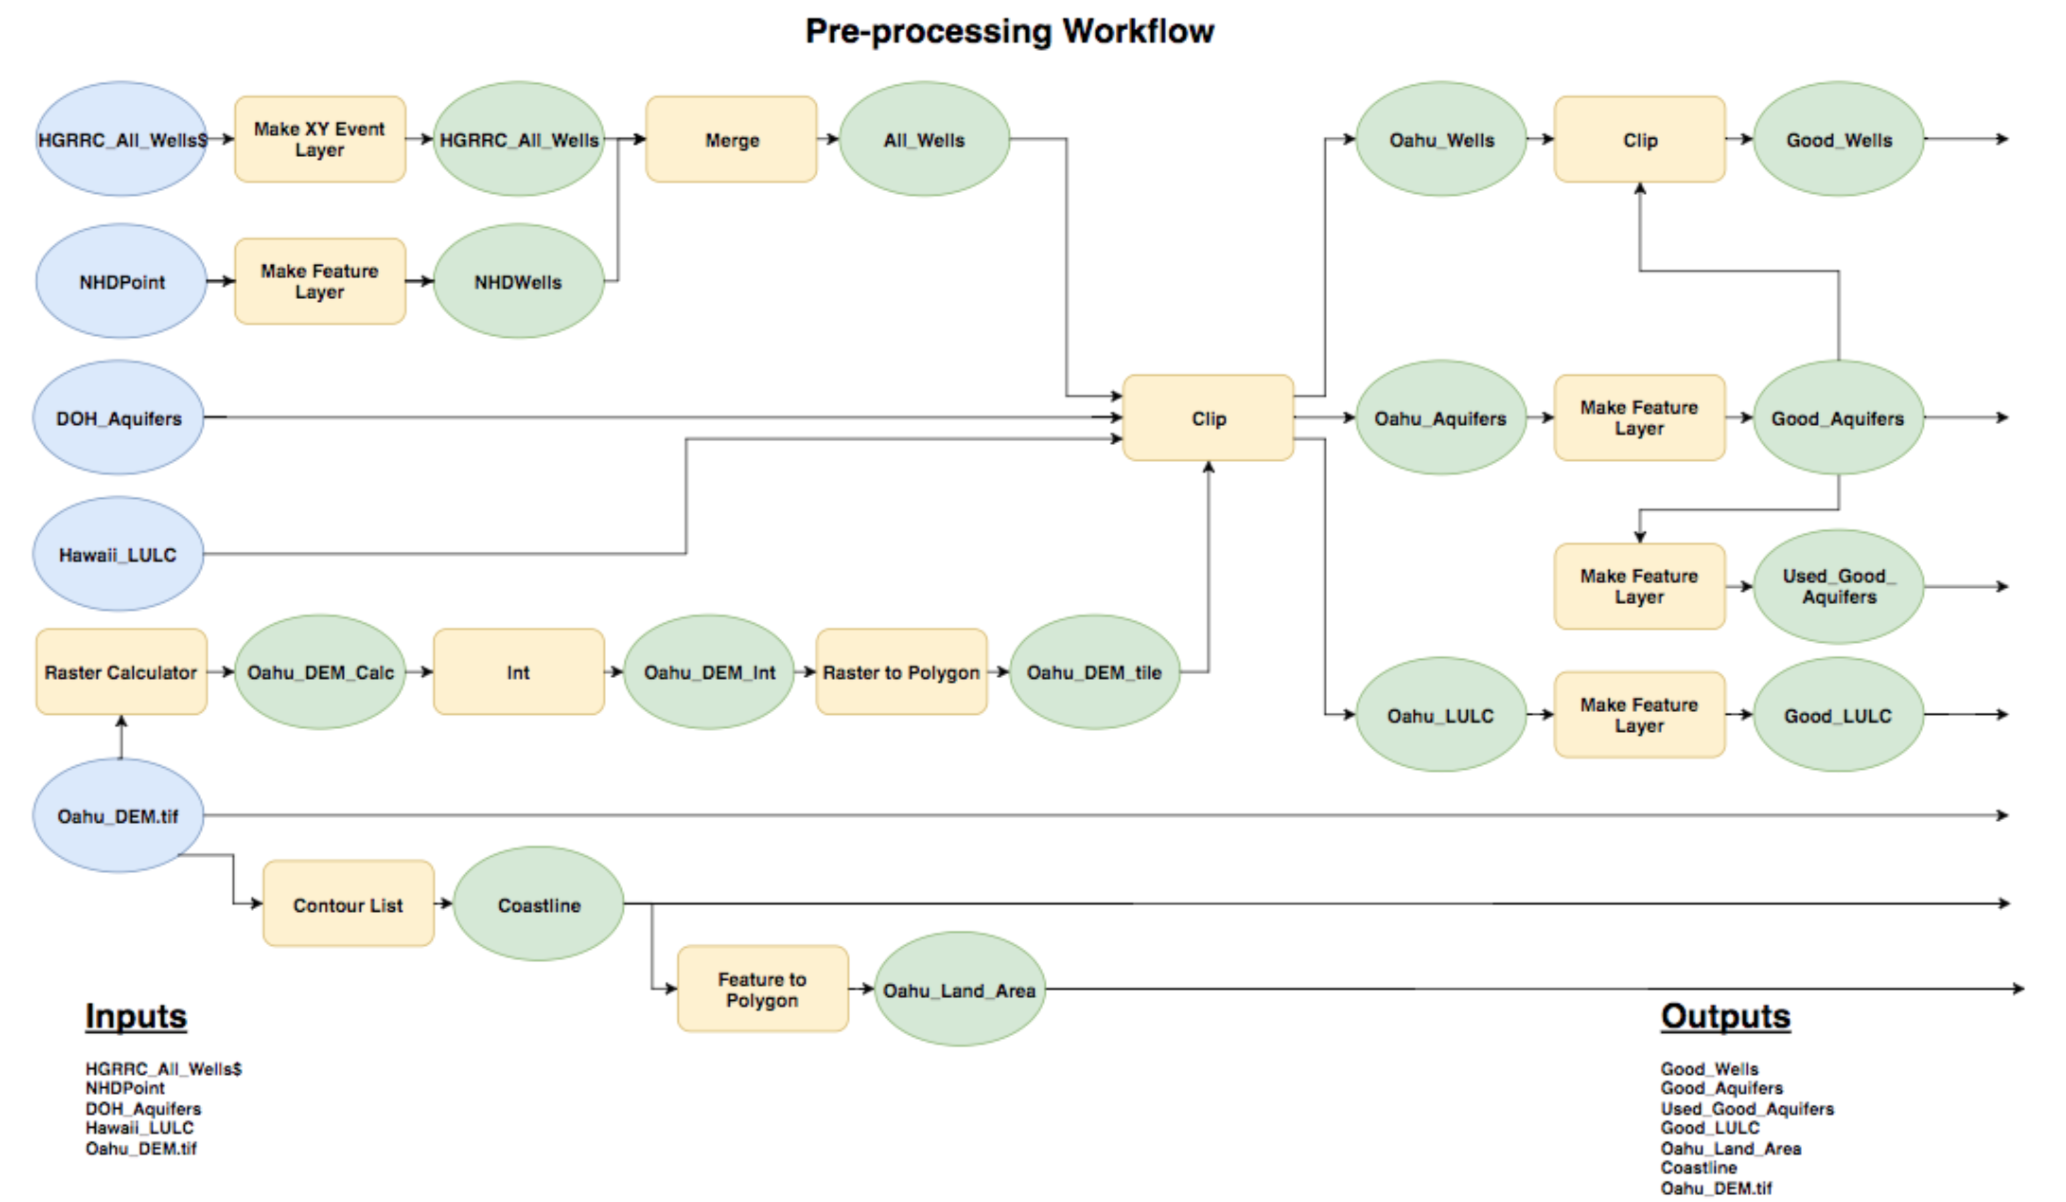 Pre-processing Workflow
HGRRC_All_Wells$
Make XY Event
Layer
HGRRC_All_Wells
Merge
All_Wells
Oahu_Wells
Clip
Good_Wells
NHDPoint
Make Feature
Layer
NHDWells
DOH_Aquifers
Clip
Oahu_Aquifers
Make Feature
Layer
Good_Aquifers
Hawaii_LULC
Make Feature
Layer
Used_Good_
Aquifers
Raster Calculator
Oahu_DEM_Calc
Int
Oahu_DEM_Int
Raster to Polygon
Oahu_DEM_tile
Oahu_LULC
Make Feature
Layer
Good_LULC
Oahu_DEM.tif
Contour List
Coastline
Feature to
Polygon
Oahu_Land_Area
Inputs
HGRRC_All_Wells$
NHDPoint
DOH_Aquifers
Hawaii_LULC
Oahu_DEM.tif
Outputs
Good_Wells
Good_Aquifers
Used_Good_Aquifers
Good_LULC
Oahu_Land_Area
Coastline
Oahu_DEM.tif